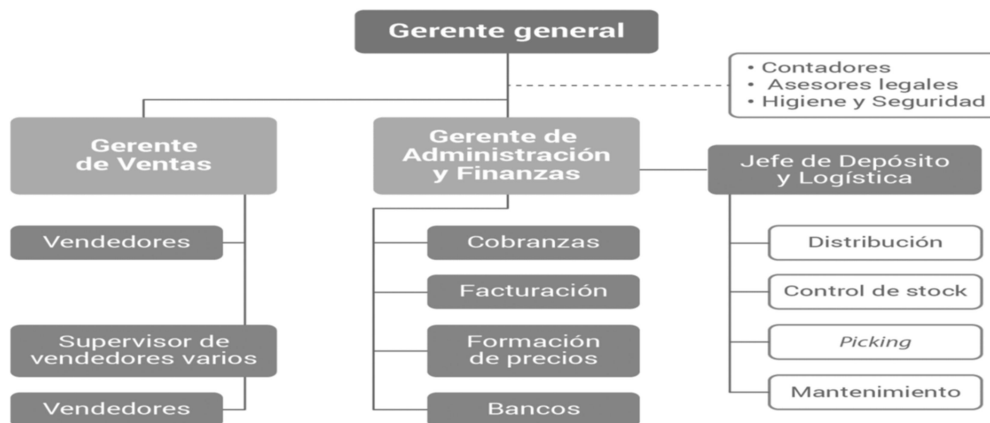 Gerente general
• Contadores
• Asesores legales
• Higiene y Seguridad
Gerente
de Ventas
Gerente de
Administración
y Finanzas
Jefe de Depósito
y Logística
Vendedores
Cobranzas
Distribución
Facturación
Control de stock
Supervisor de
vendedores varios
Formación
de precios
Picking
Vendedores
Bancos
Mantenimiento